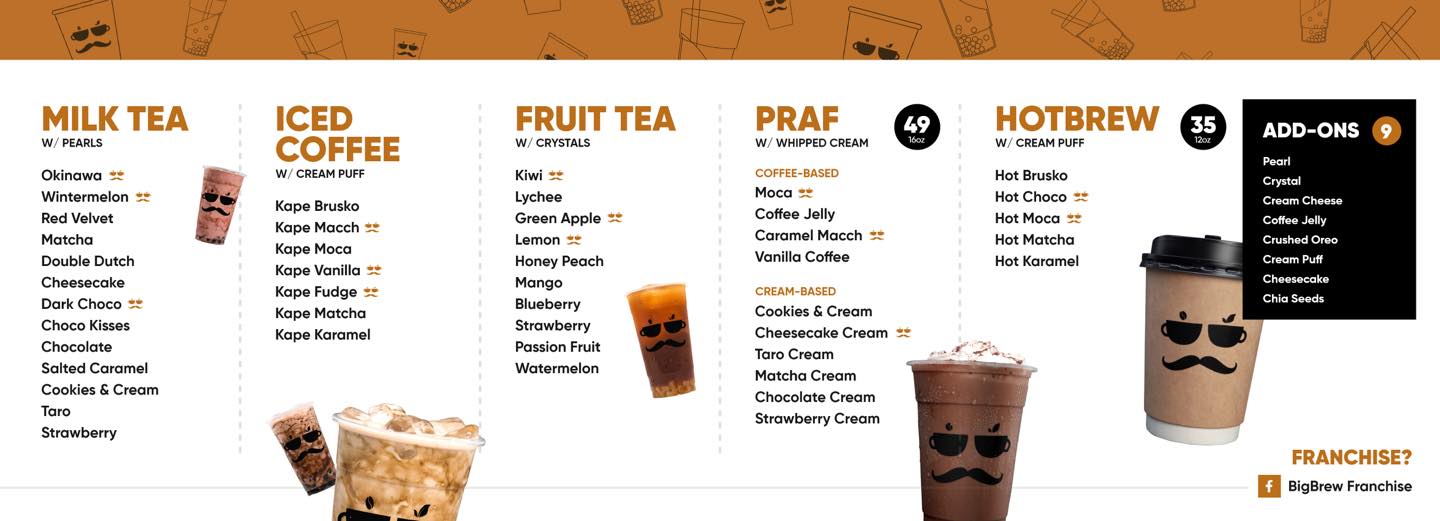 MILK TEA
W/ PEARLS
Okinawa
Wintermelon
Red Velvet
Matcha
Double Dutch
Cheesecake
Dark Choco
Choco Kisses
Chocolate
Salted Caramel
Cookies & Cream
Taro
Strawberry
ICED
COFFEE
W/ CREAM PUFF
Kape Brusko
Kape Macch
Kape Moca
Kape Vanilla
Kape Fudge
Kape Matcha
Kape Karamel
FRUIT TEA
W/ CRYSTALS
Kiwi
Lychee
Green Apple
Lemon
Honey Peach
Mango
Blueberry
Strawberry
Passion Fruit
Watermelon
PRAF
W/ WHIPPED CREAM
49
16oz
COFFEE-BASED
Moca
Coffee Jelly
Caramel Macch
Vanilla Coffee
CREAM-BASED
Cookies & Cream
Cheesecake Cream
Taro Cream
Matcha Cream
Chocolate Cream
Strawberry Cream
HOTBREW
W/ CREAM PUFF
35
12oz
Hot Brusko
Hot Choco
Hot Moca
Hot Matcha
Hot Karamel
ADD-ONS 9
Pearl
Crystal
Cream Cheese
Coffee Jelly
Crushed Oreo
Cream Puff
Cheesecake
Chia Seeds
FRANCHISE?
f BigBrew Franchise